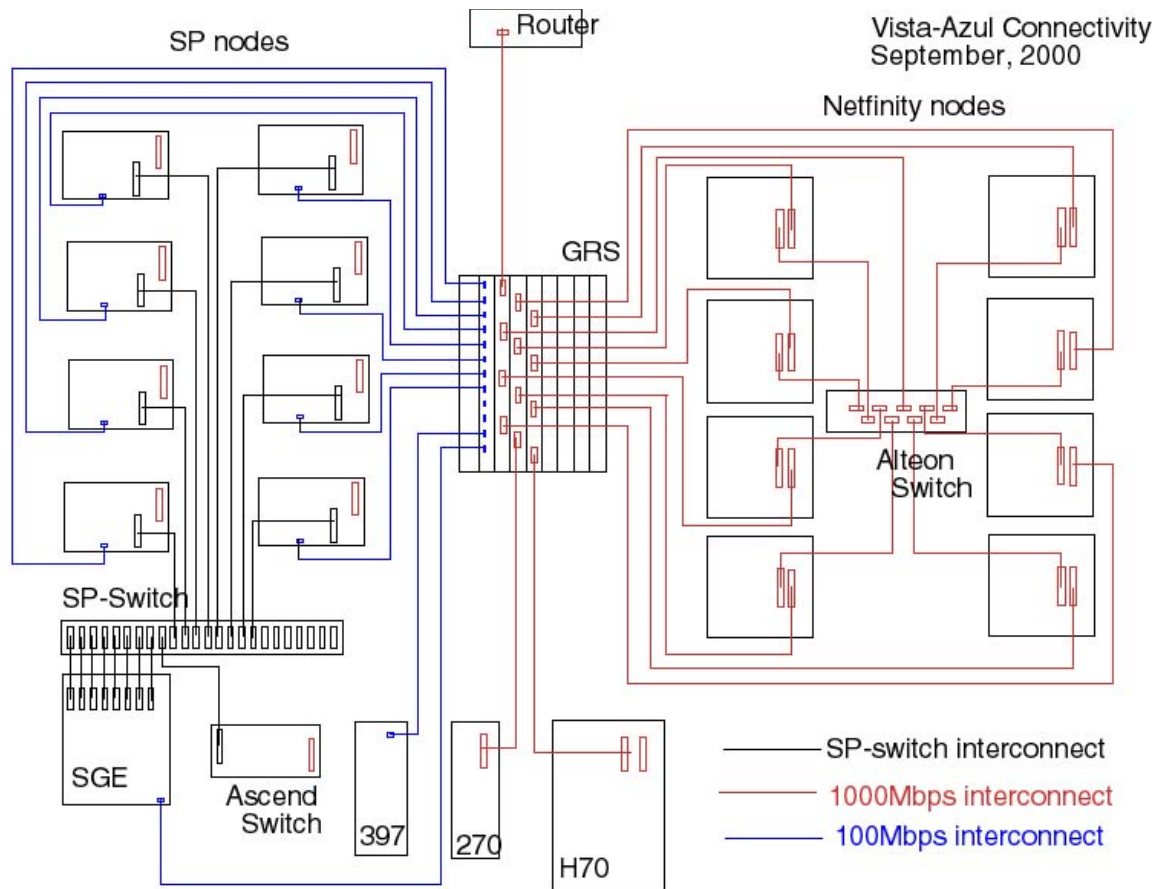 Router
Vista-Azul Connectivity
September, 2000
SP nodes
Netfinity nodes
GRS
Alteon
Switch
SP-Switch
SGE
Ascend
Switch
397
270
H70
SP-switch interconnect
1000Mbps interconnect
100Mbps interconnect